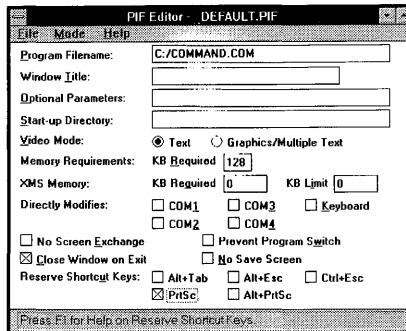 PIF Editor - _DEFAULT.PIF
File Mode Help
Program Filename: C:/COMMAND.COM
Window Title:
Optional Parameters:
Start-up Directory:
Video Mode: Text Graphics/Multiple Text
Memory Requirements: KB Required 128
XMS Memory: KB Required 0 KB Limit 0
Directly Modifies: COM1 COM3 Keyboard
COM2 COM4
No Screen Exchange Prevent Program Switch
Close Window on Exit No Save Screen
Reserve Shortcut Keys: Alt+Tab Alt+Esc Ctrl+Esc
PrtSc Alt+PrtSc
Press F1 for Help on Reserve Shortcut Keys.